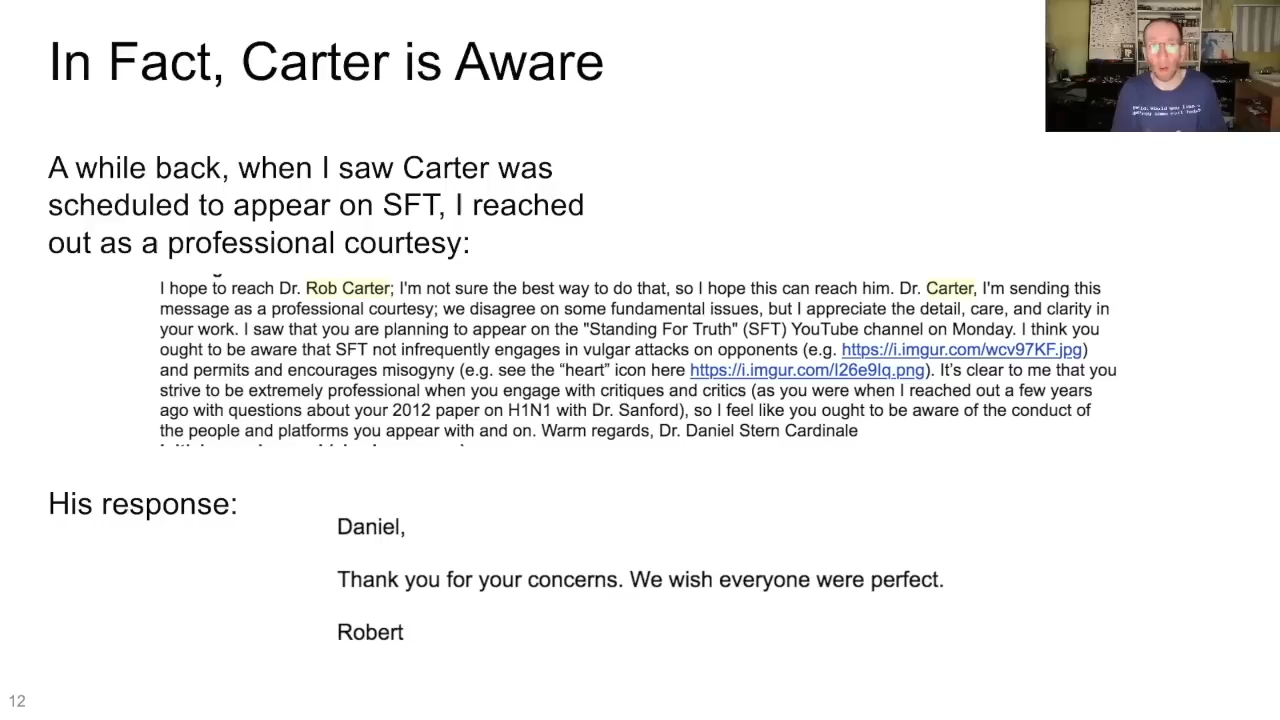 In Fact, Carter is Aware
A while back, when I saw Carter was
scheduled to appear on SFT, I reached
out as a professional courtesy:
I hope to reach Dr. Rob Carter; I'm not sure the best way to do that, so I hope this can reach him. Dr. Carter, I'm sending this
message as a professional courtesy; we disagree on some fundamental issues, but I appreciate the detail, care, and clarity in
your work. I saw that you are planning to appear on the "Standing For Truth" (SFT) YouTube channel on Monday. I think you
ought to be aware that SFT not infrequently engages in vulgar attacks on opponents (e.g. https://i.imgur.com/wcv97KF.jpg)
and permits and encourages misogyny (e.g. see the “heart” icon here https://i.imgur.com/I26e9Iq.png). It’s clear to me that you
strive to be extremely professional when you engage with critiques and critics (as you were when I reached out a few years
ago with questions about your 2012 paper on H1N1 with Dr. Sanford), so I feel like you ought to be aware of the conduct of
the people and platforms you appear with and on. Warm regards, Dr. Daniel Stern Cardinale
His response:
Daniel,
Thank you for your concerns. We wish everyone were perfect.
Robert
12